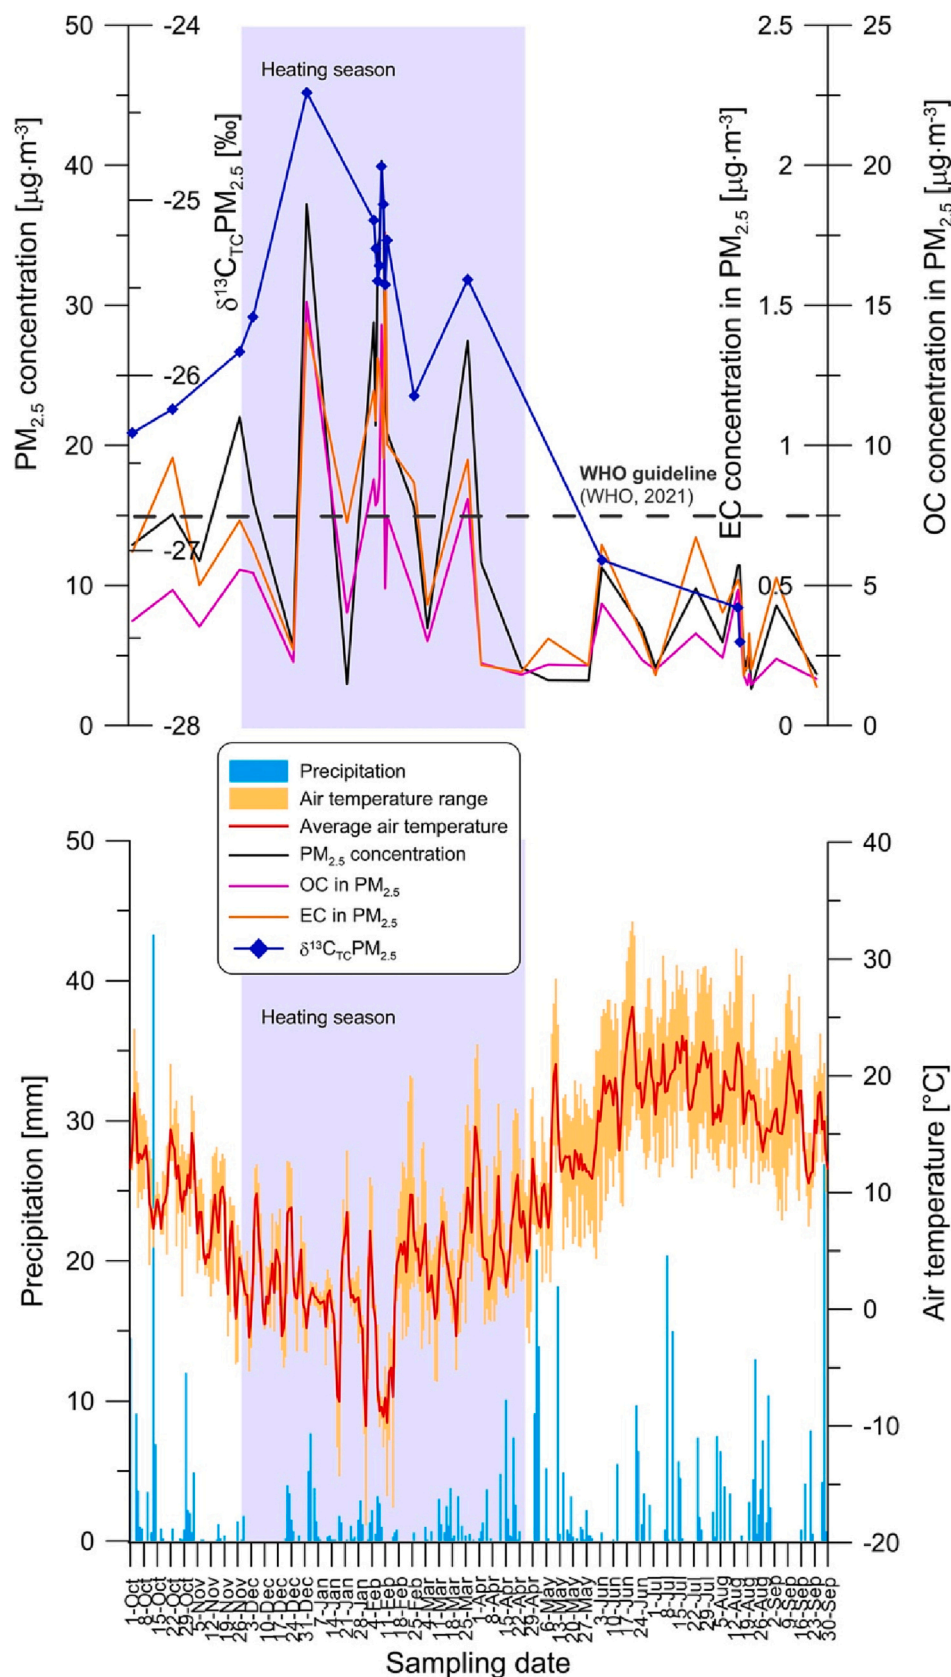 50
40
30
20
10
0
PM2.5 concentration [µg·m-3]
-24
-25
-26
-27
-28
δ13CTCPM2.5 [‰]
Heating season
WHO guideline
(WHO, 2021)
2.5
2
1.5
1
0.5
0
EC concentration in PM2.5 [µg·m-3]
25
20
15
10
5
0
OC concentration in PM2.5 [µg·m-3]
Precipitation
Air temperature range
Average air temperature
PM2.5 concentration
OC in PM2.5
EC in PM2.5
δ13CTCPM2.5
50
40
30
20
10
0
Precipitation [mm]
Heating season
40
30
20
10
0
-10
-20
Air temperature [°C]
1-Oct
8-Oct
15-Oct
22-Oct
29-Oct
5-Nov
12-Nov
19-Nov
26-Nov
3-Dec
10-Dec
17-Dec
24-Dec
31-Dec
7-Jan
14-Jan
21-Jan
28-Jan
4-Feb
11-Feb
18-Feb
25-Feb
4-Mar
11-Mar
18-Mar
25-Mar
1-Apr
8-Apr
15-Apr
22-Apr
29-Apr
6-May
13-May
20-May
27-May
3-Jun
10-Jun
17-Jun
24-Jun
1-Jul
8-Jul
15-Jul
22-Jul
29-Jul
5-Aug
12-Aug
19-Aug
26-Aug
2-Sep
9-Sep
16-Sep
23-Sep
30-Sep
Sampling date